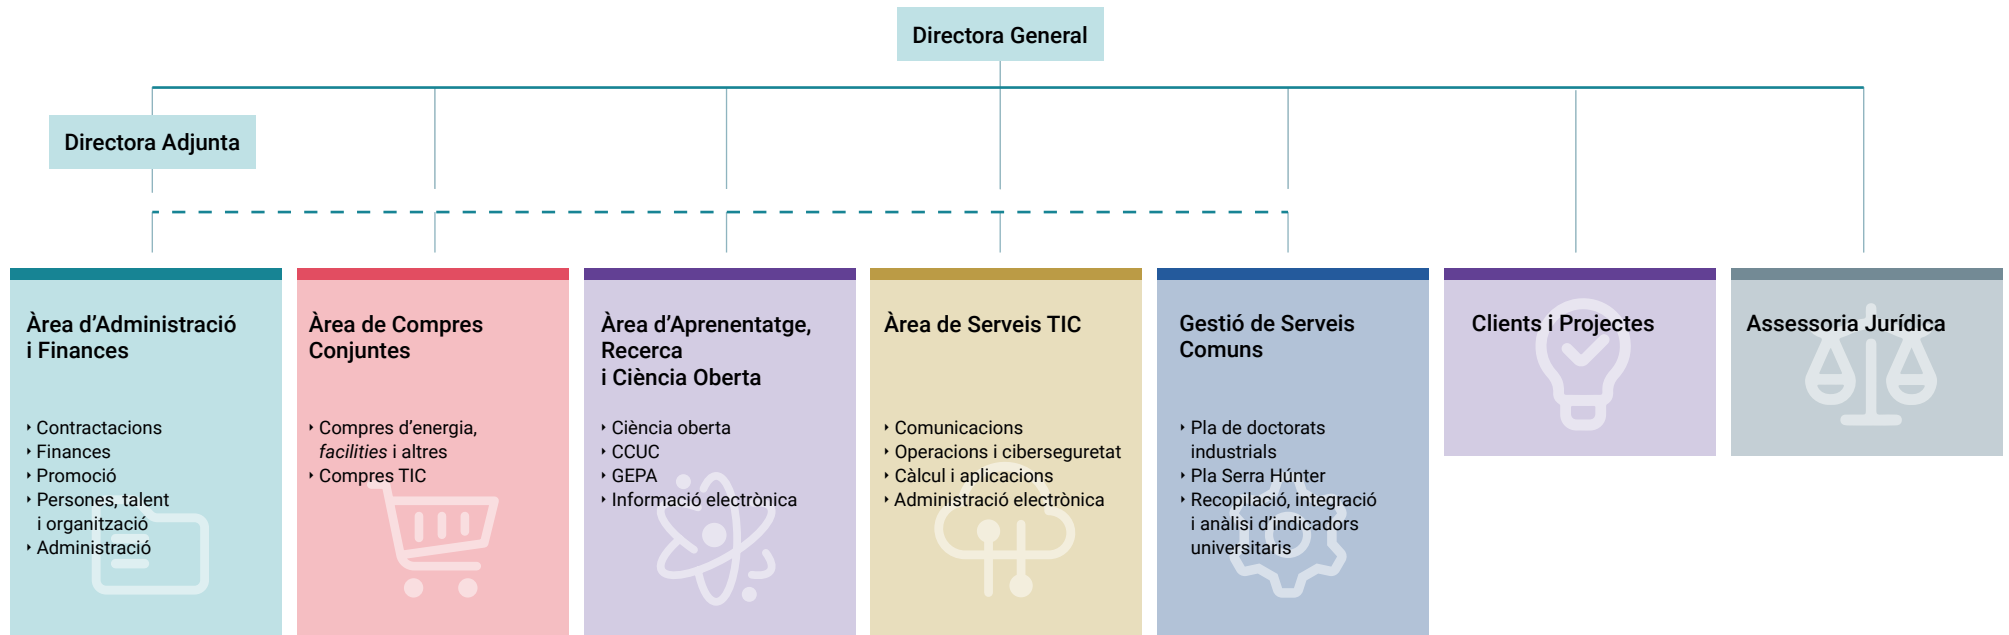 Directora General
Directora Adjunta
Àrea d’Administració
i Finances
‣ Contractacions
‣ Finances
‣ Promoció
‣ Persones, talent
i organització
‣ Administració
Àrea de Compres
Conjuntes
‣ Compres d’energia,
facilities i altres
‣ Compres TIC
Àrea d’Aprenentatge,
Recerca
i Ciència Oberta
‣ Ciència oberta
‣ CCUC
‣ GEPA
‣ Informació electrònica
Àrea de Serveis TIC
‣ Comunicacions
‣ Operacions i ciberseguretat
‣ Càlcul i aplicacions
‣ Administració electrònica
Gestió de Serveis
Comuns
‣ Pla de doctorats
industrials
‣ Pla Serra Húnter
‣ Recopilació, integració
i anàlisi d’indicadors
universitaris
Clients i Projectes
Assessoria Jurídica